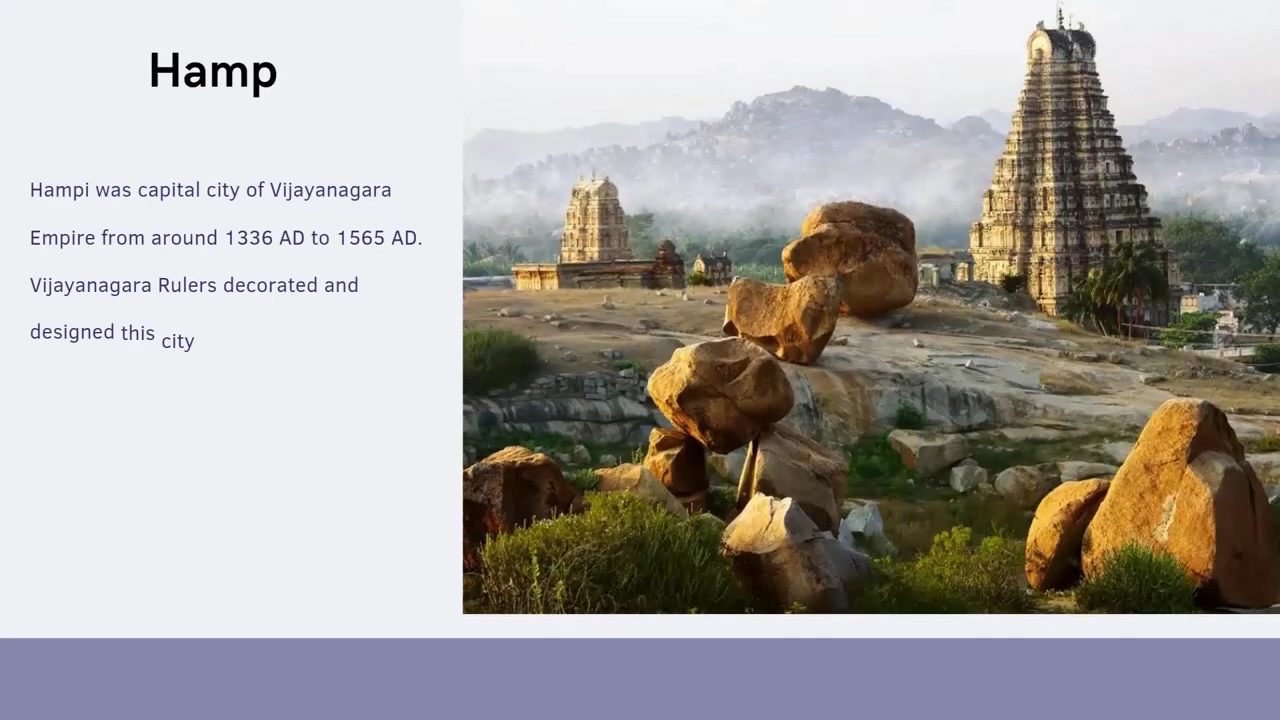 Hamp
Hampi was capital city of Vijayanagara
Empire from around 1336 AD to 1565 AD.
Vijayanagara Rulers decorated and
designed this city